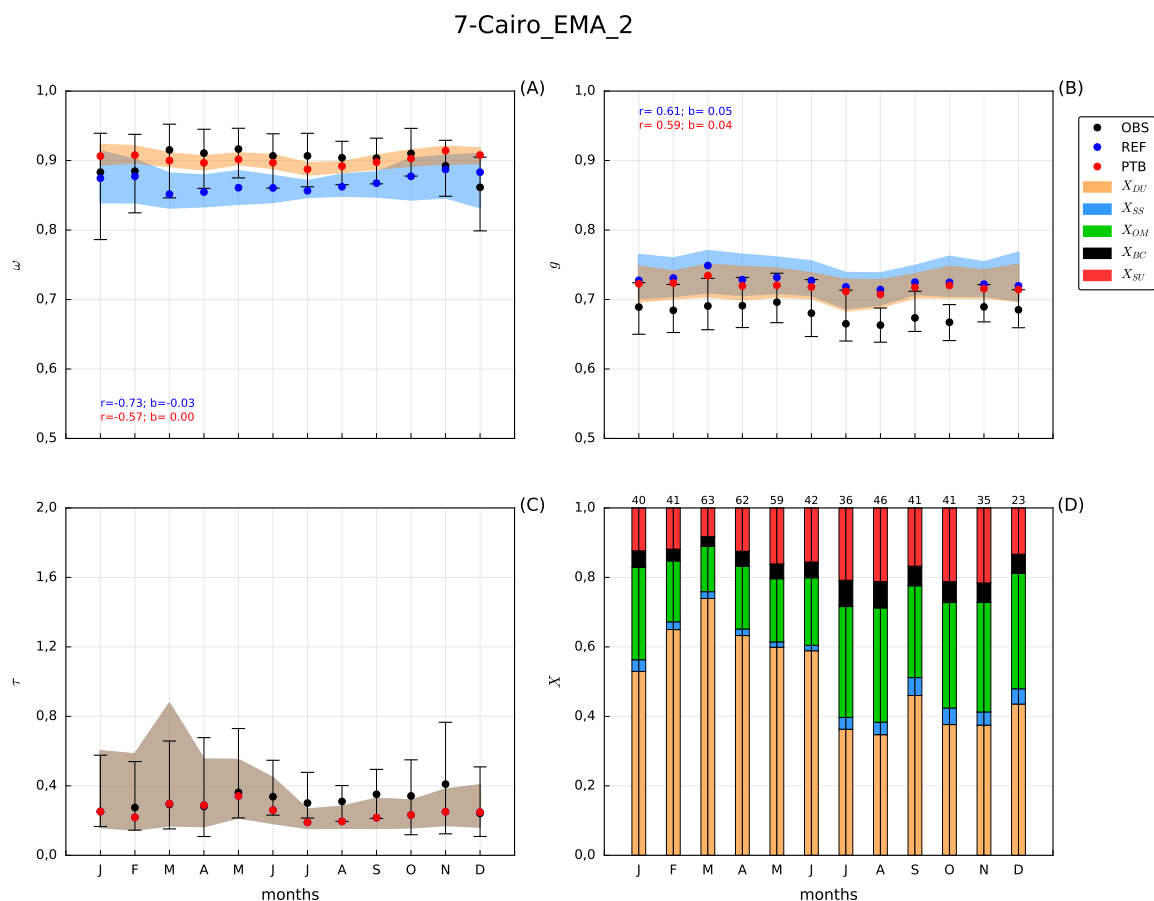 7-Cairo_EMA_2
(A)
1,0
0,9
0,8
0,7
0,6
0,5
ω
r=-0.73; b=-0.03
r=-0.57; b= 0.00
(B)
1,0
0,9
0,8
0,7
0,6
0,5
g
r= 0.61; b= 0.05
r= 0.59; b= 0.04
OBS
REF
PTB
X_DU
X_SS
X_OM
X_BC
X_SU
(C)
2,0
1,6
1,2
0,8
0,4
0,0
τ
J F M A M J J A S O N D
months
(D)
40 41 63 62 59 42 36 46 41 41 35 23
1,0
0,8
0,6
0,4
0,2
0,0
X
J F M A M J J A S O N D
months